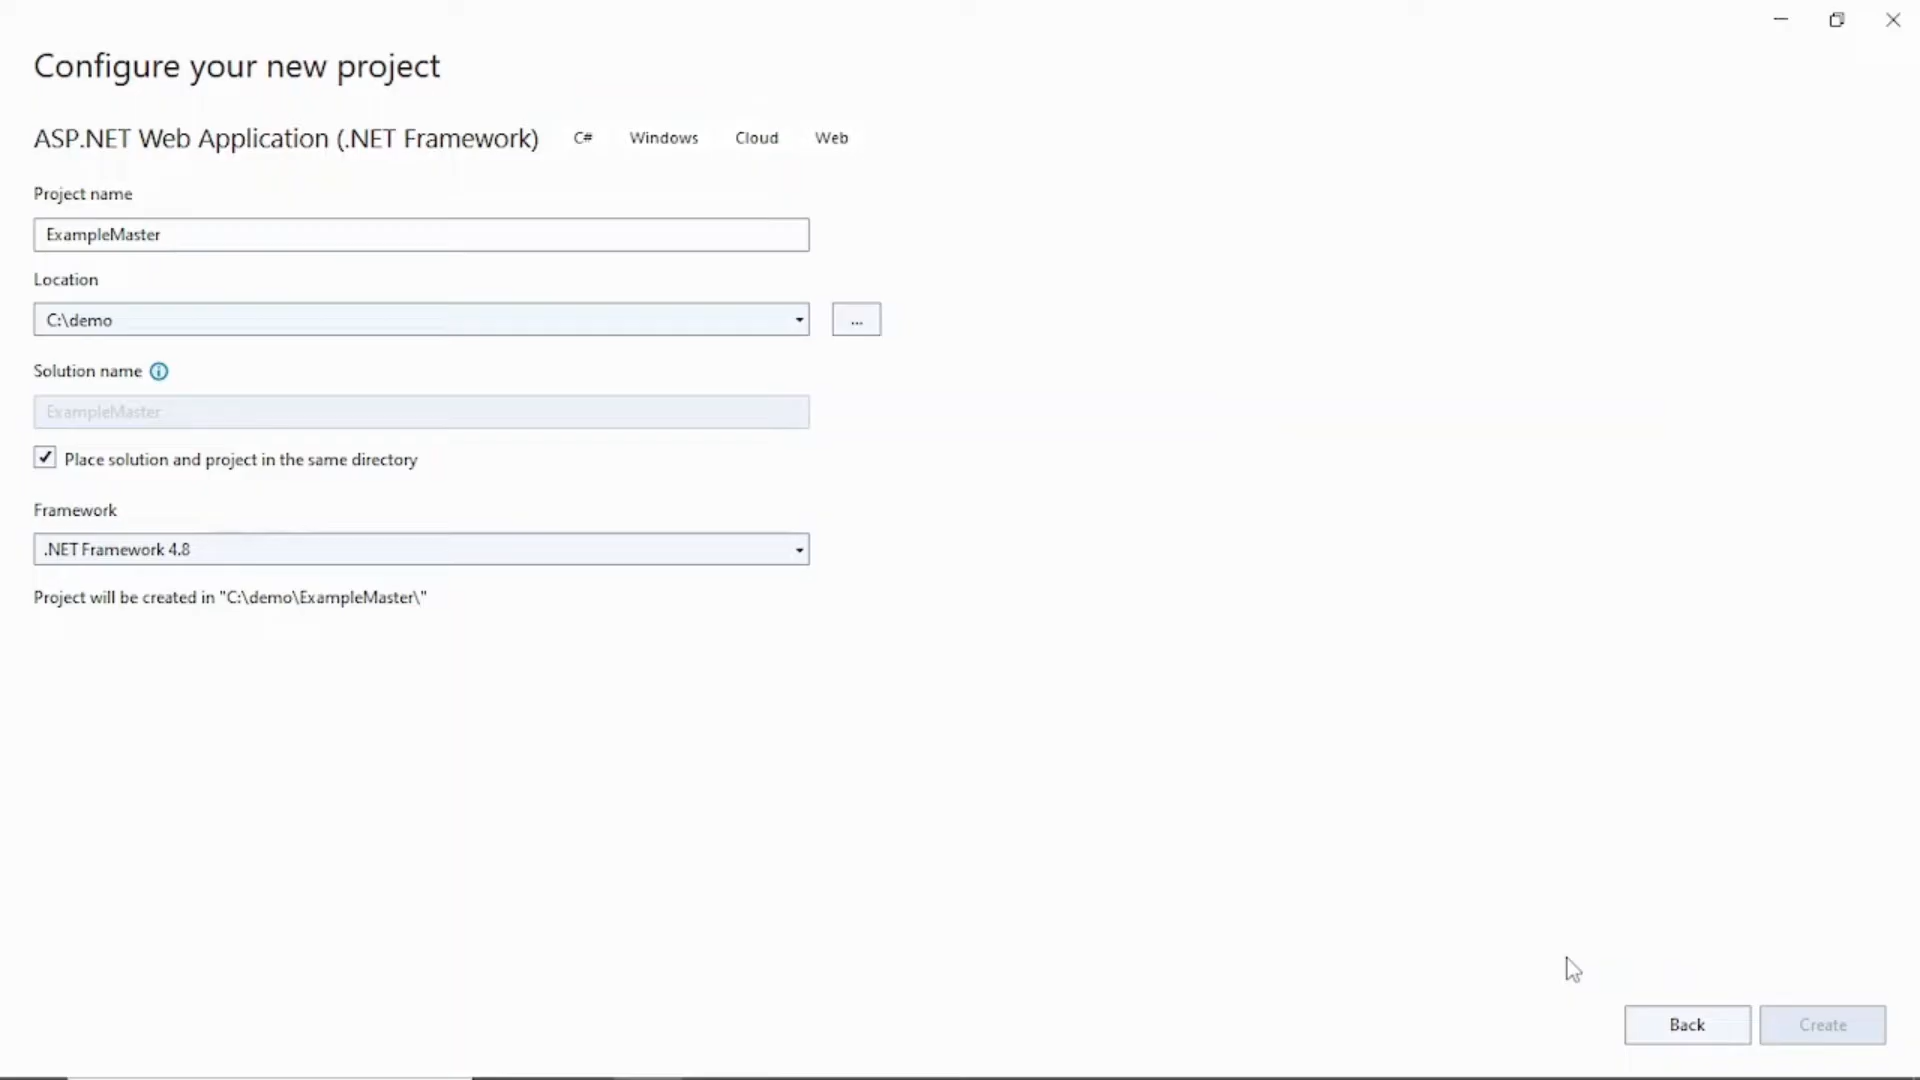 Configure your new project
ASP.NET Web Application (.NET Framework) C# Windows Cloud Web
Project name
ExampleMaster
Location
C:\demo
...
Solution name
ExampleMaster
Place solution and project in the same directory
Framework
.NET Framework 4.8
Project will be created in "C:\demo\ExampleMaster\"
Back Create